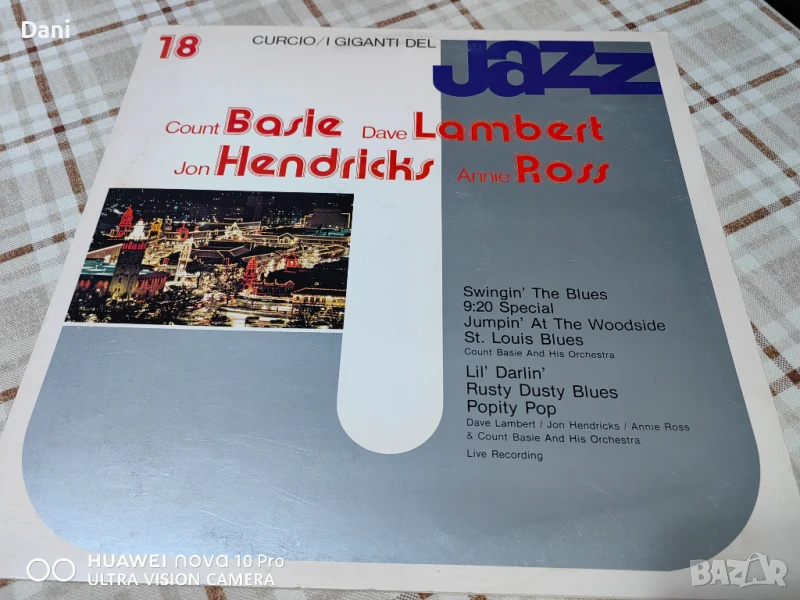 Dani
18
CURCIO/I GIGANTI DEL
Jazz
Count Basie Dave Lambert
Jon Hendricks Annie Ross
Swingin' The Blues
9:20 Special
Jumpin' At The Woodside
St. Louis Blues
Count Basie And His Orchestra
Lil' Darlin'
Rusty Dusty Blues
Popity Pop
Dave Lambert / Jon Hendricks / Annie Ross
& Count Basie And His Orchestra
Live Recording
HUAWEI nova 10 Pro
ULTRA VISION CAMERA
BAZAR